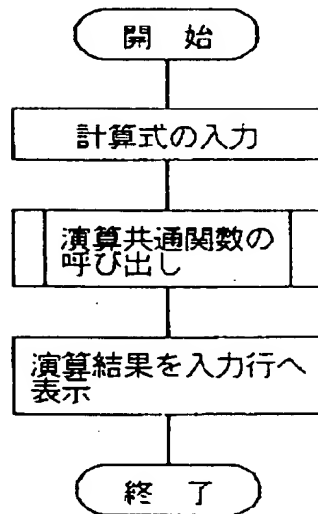 開 始
計算式の入力
演算共通関数の
呼び出し
演算結果を入力行へ
表示
終 了